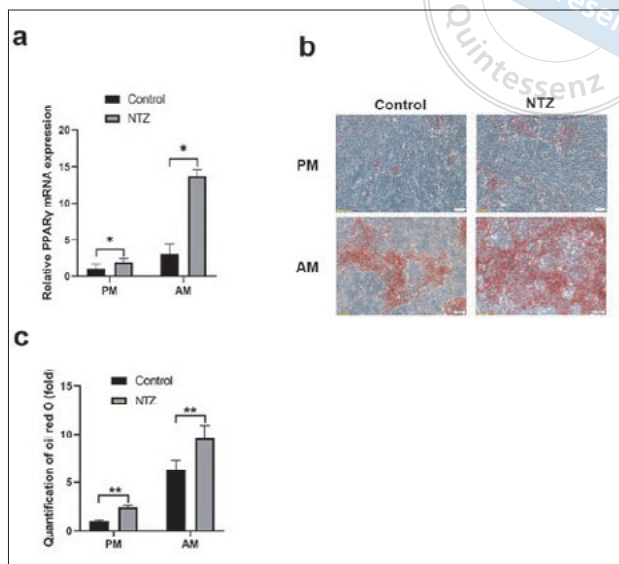 a
Control
NTZ
Relative PPARγ mRNA expression
20
15
10
5
0
*
*
PM
AM
b
Quintessenz
Control
NTZ
PM
AM
c
Control
NTZ
Quantification of oil red O (fold)
15
10
5
0
**
**
PM
AM